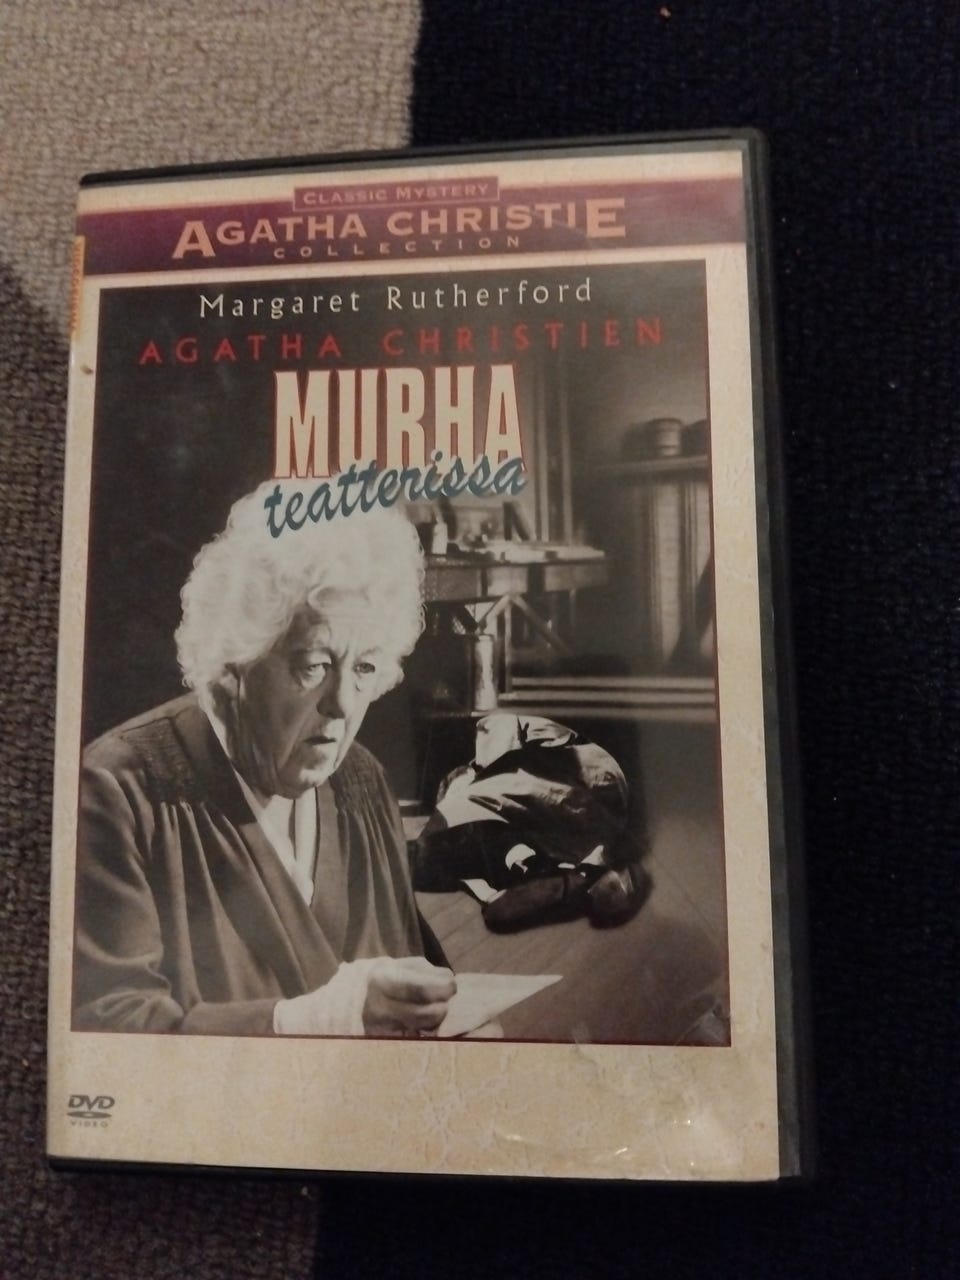 CLASSIC MYSTERY
AGATHA CHRISTIE
COLLECTION
Margaret Rutherford
AGATHA CHRISTIEN
MURHA
teatterissa
DVD
VIDEO